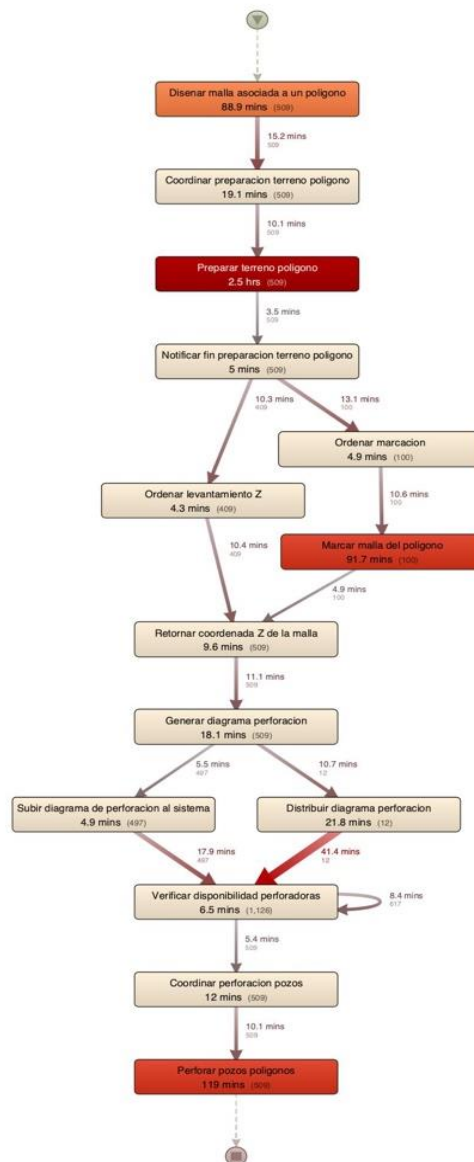 Disenar malla asociada a un poligono
88.9 mins (509)
15.2 mins
509
Coordinar preparacion terreno poligono
19.1 mins (509)
10.1 mins
509
Preparar terreno poligono
2.5 hrs (509)
3.5 mins
509
Notificar fin preparacion terreno poligono
5 mins (509)
10.3 mins
409
13.1 mins
100
Ordenar marcacion
4.9 mins (100)
Ordenar levantamiento Z
4.3 mins (409)
10.6 mins
100
10.4 mins
409
Marcar malla del poligono
91.7 mins (100)
4.9 mins
100
Retornar coordenada Z de la malla
9.6 mins (509)
11.1 mins
509
Generar diagrama perforacion
18.1 mins (509)
5.5 mins
497
10.7 mins
12
Subir diagrama de perforacion al sistema
4.9 mins (497)
Distribuir diagrama perforacion
21.8 mins (12)
17.9 mins
497
41.4 mins
12
Verificar disponibilidad perforadoras
6.5 mins (1,126)
8.4 mins
617
5.4 mins
509
Coordinar perforacion pozos
12 mins (509)
10.1 mins
509
Perforar pozos poligonos
119 mins (509)